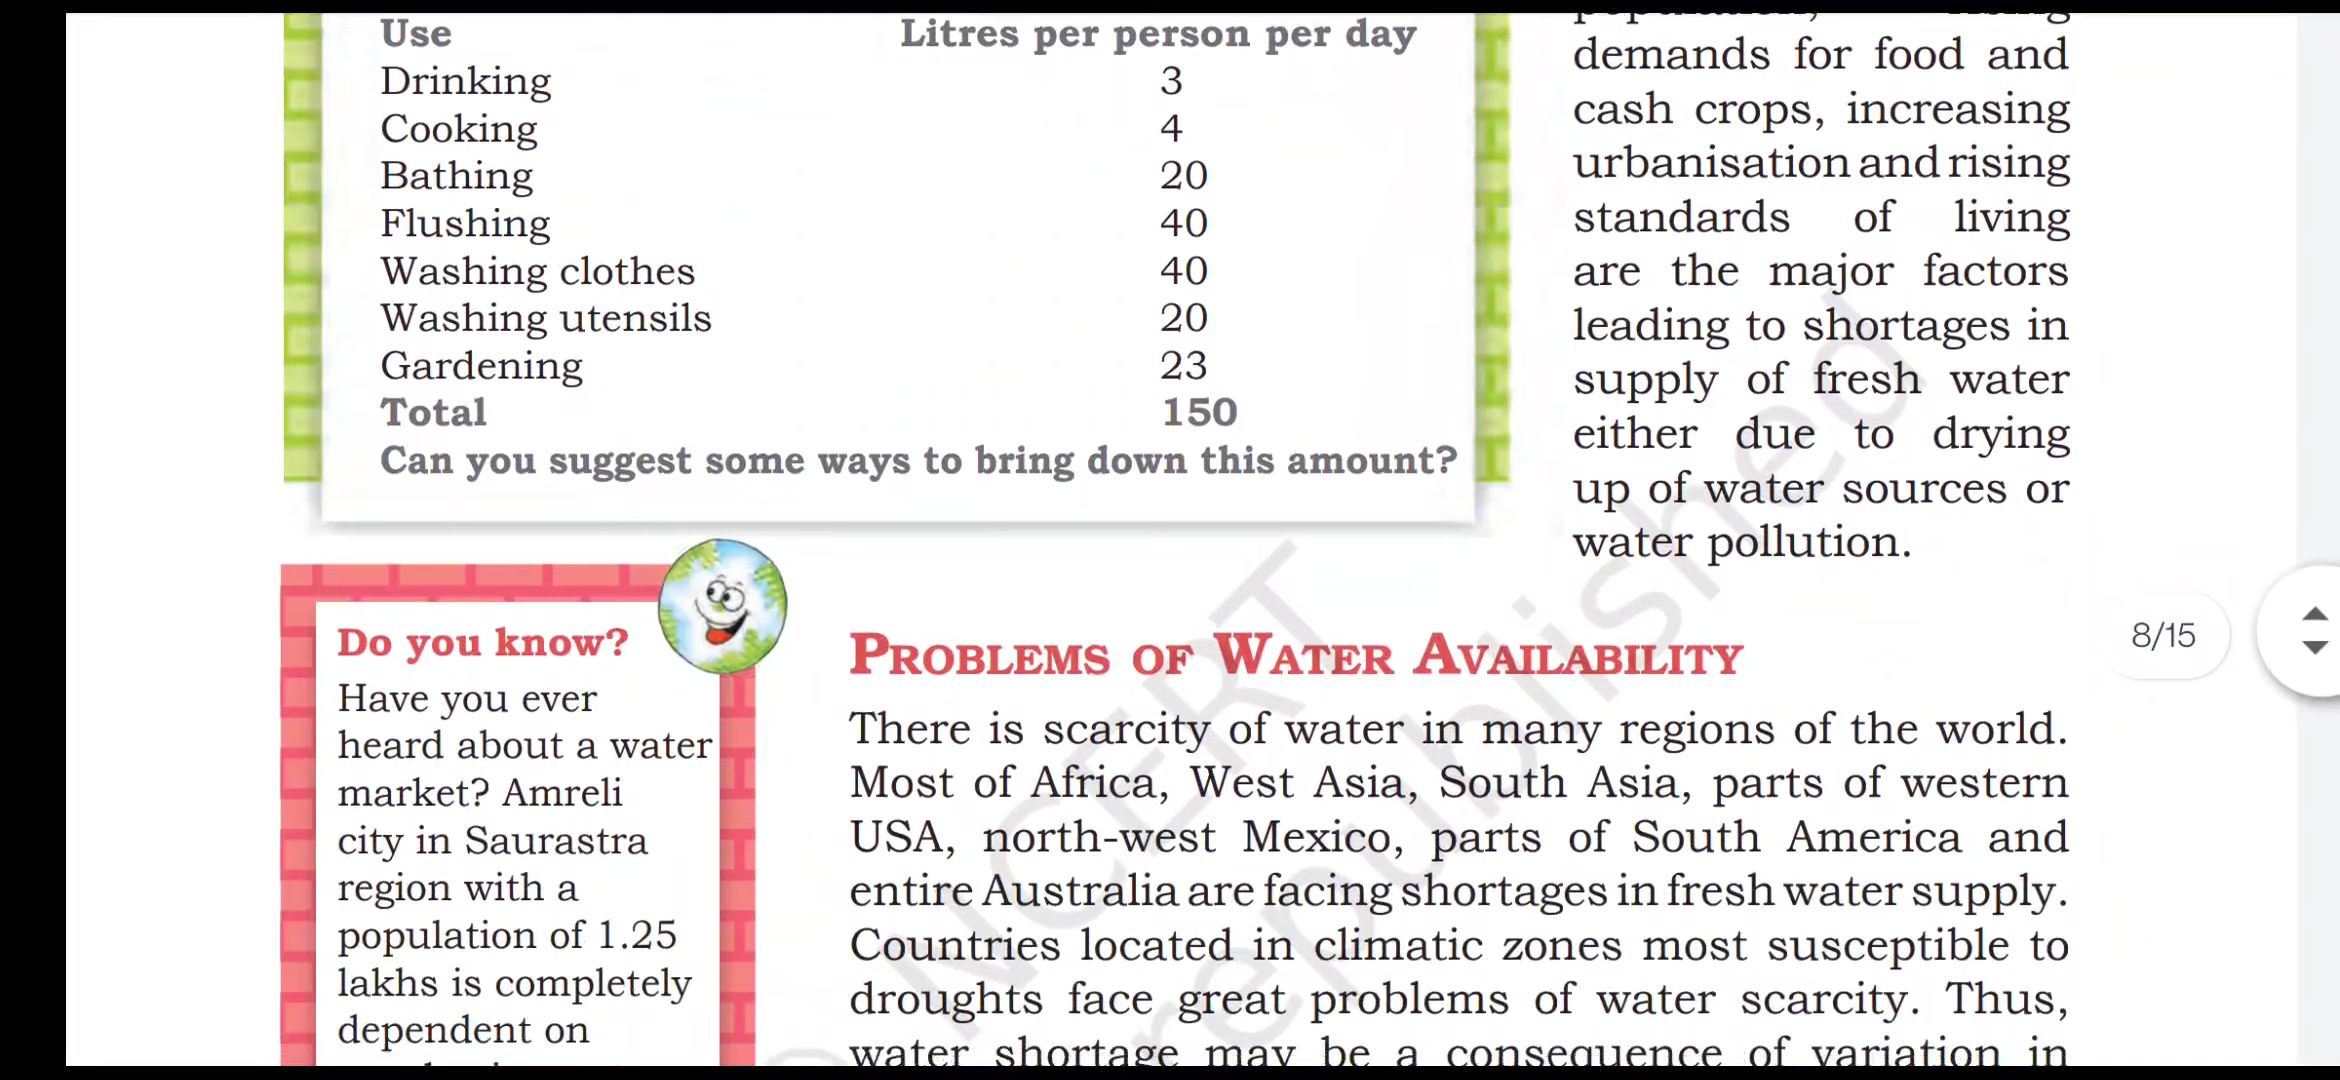 Use Litres per person per day
Drinking 3
Cooking 4
Bathing 20
Flushing 40
Washing clothes 40
Washing utensils 20
Gardening 23
Total 150
Can you suggest some ways to bring down this amount?
demands for food and
cash crops, increasing
urbanisation and rising
standards of living
are the major factors
leading to shortages in
supply of fresh water
either due to drying
up of water sources or
water pollution.
Do you know?
Have you ever
heard about a water
market? Amreli
city in Saurastra
region with a
population of 1.25
lakhs is completely
dependent on
PROBLEMS OF WATER AVAILABILITY
There is scarcity of water in many regions of the world.
Most of Africa, West Asia, South Asia, parts of western
USA, north-west Mexico, parts of South America and
entire Australia are facing shortages in fresh water supply.
Countries located in climatic zones most susceptible to
droughts face great problems of water scarcity. Thus,
water shortage may be a consequence of variation in
8/15
NCERT
republished